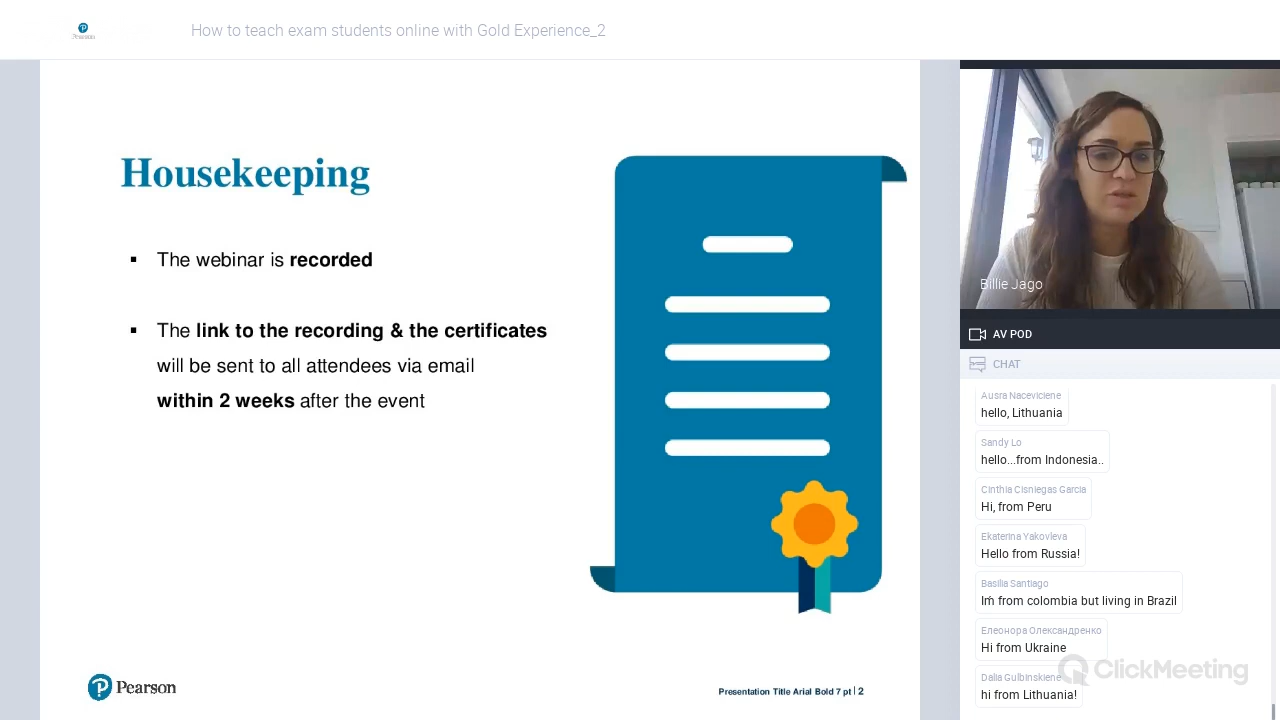 Pearson
How to teach exam students online with Gold Experience_2
Housekeeping
The webinar is recorded
The link to the recording & the certificates
will be sent to all attendees via email
within 2 weeks after the event
Pearson
Presentation Title Arial Bold 7 pt | 2
Billie Jago
AV POD
CHAT
Ausra Naceviciene
hello, Lithuania
Sandy Lo
hello...from Indonesia..
Cinthia Cisniegas Garcia
Hi, from Peru
Ekaterina Yakovleva
Hello from Russia!
Basilia Santiago
Iḿ from colombia but living in Brazil
Елеонора Олександренко
Hi from Ukraine
Dalia Gulbinskiene
hi from Lithuania!
ClickMeeting